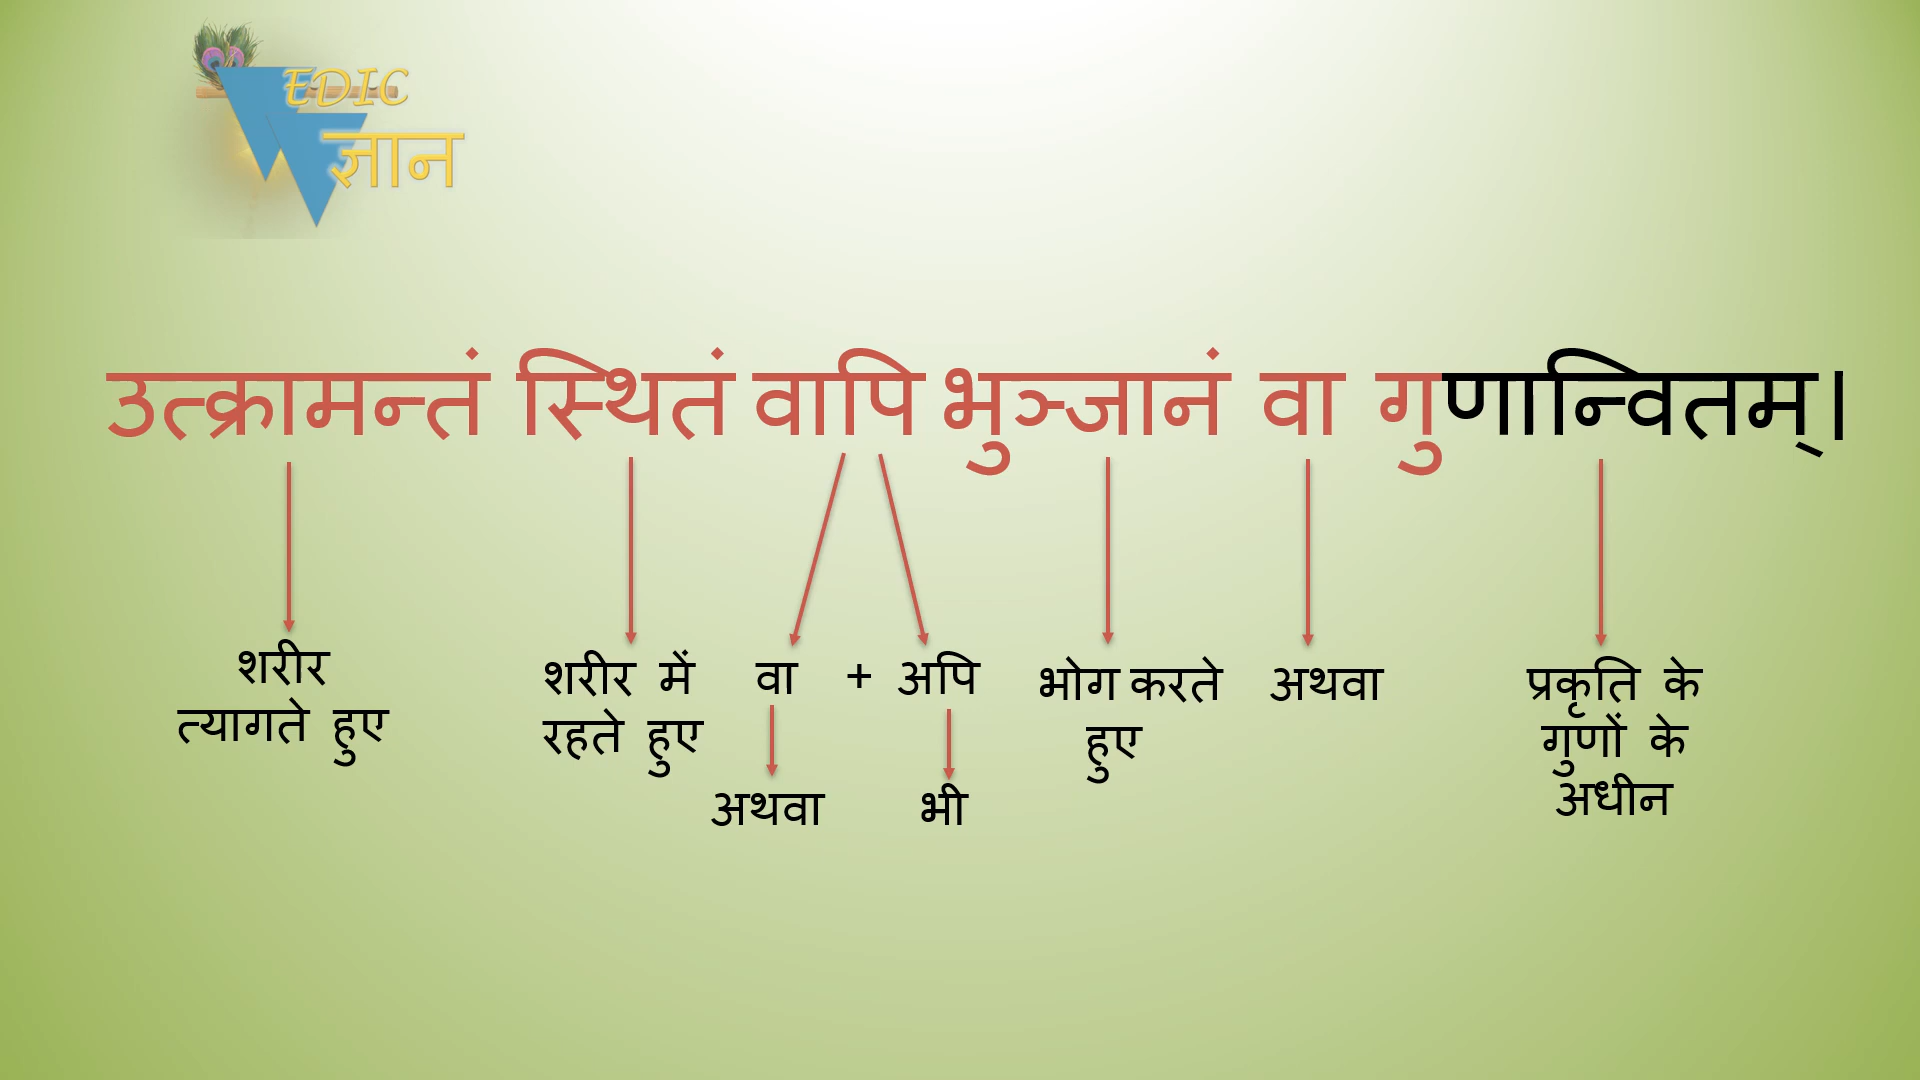 EDIC
ज्ञान
उत्क्रामन्तं स्थितं वापि भुञ्जानं वा गुणान्वितम्।
शरीर
त्यागते हुए
शरीर में
रहते हुए
वा + अपि
अथवा भी
भोग करते
हुए
अथवा
प्रकृति के
गुणों के
अधीन